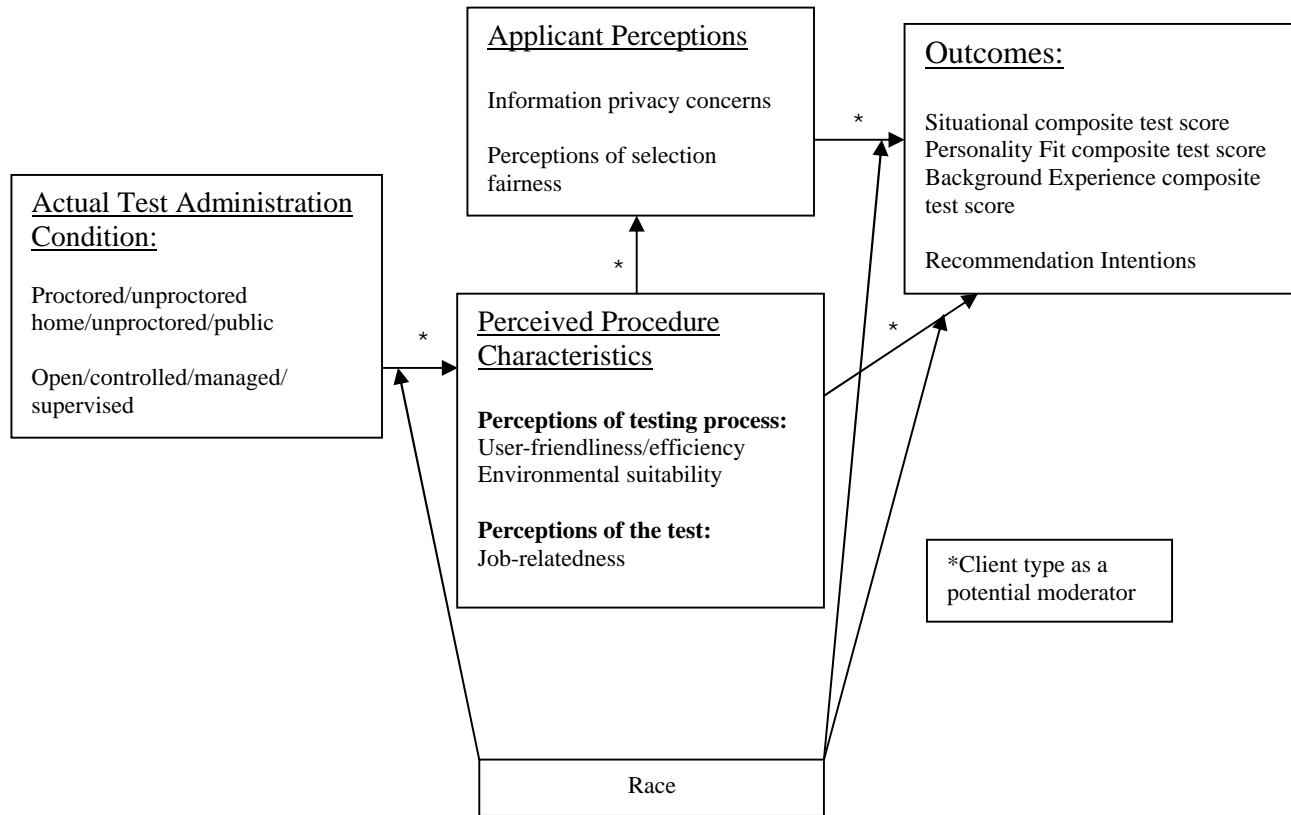 Applicant Perceptions
Information privacy concerns
Perceptions of selection
fairness
*
Outcomes:
Situational composite test score
Personality Fit composite test score
Background Experience composite
test score
Recommendation Intentions
Actual Test Administration
Condition:
Proctored/unproctored
home/unproctored/public
Open/controlled/managed/
supervised
*
*
Perceived Procedure
Characteristics
Perceptions of testing process:
User-friendliness/efficiency
Environmental suitability
Perceptions of the test:
Job-relatedness
*
*Client type as a
potential moderator
Race